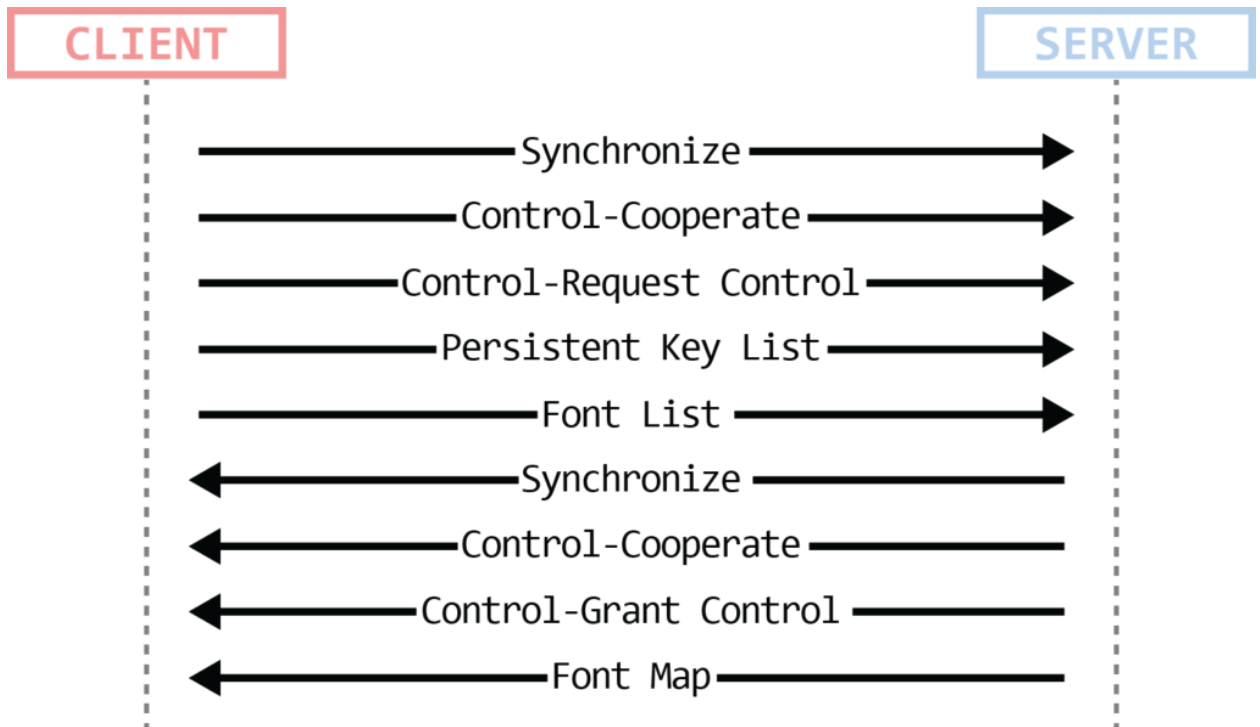 CLIENT
SERVER
Synchronize
Control-Cooperate
Control-Request Control
Persistent Key List
Font List
Synchronize
Control-Cooperate
Control-Grant Control
Font Map